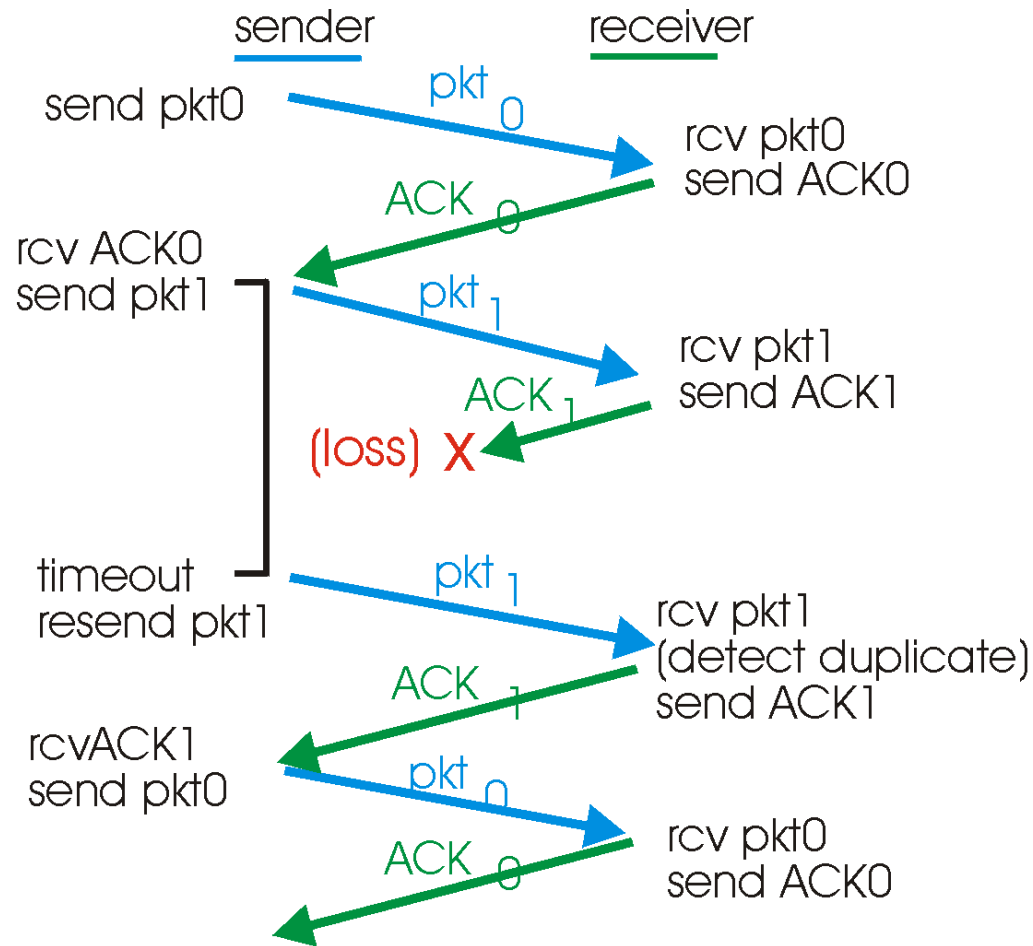 sender
receiver
send pkt0
pkt 0
rcv pkt0
send ACK0
ACK 0
rcv ACK0
send pkt1
pkt 1
rcv pkt1
send ACK1
ACK 1
(loss) X
timeout
resend pkt1
pkt 1
rcv pkt1
(detect duplicate)
send ACK1
ACK 1
rcvACK1
send pkt0
pkt 0
rcv pkt0
send ACK0
ACK 0